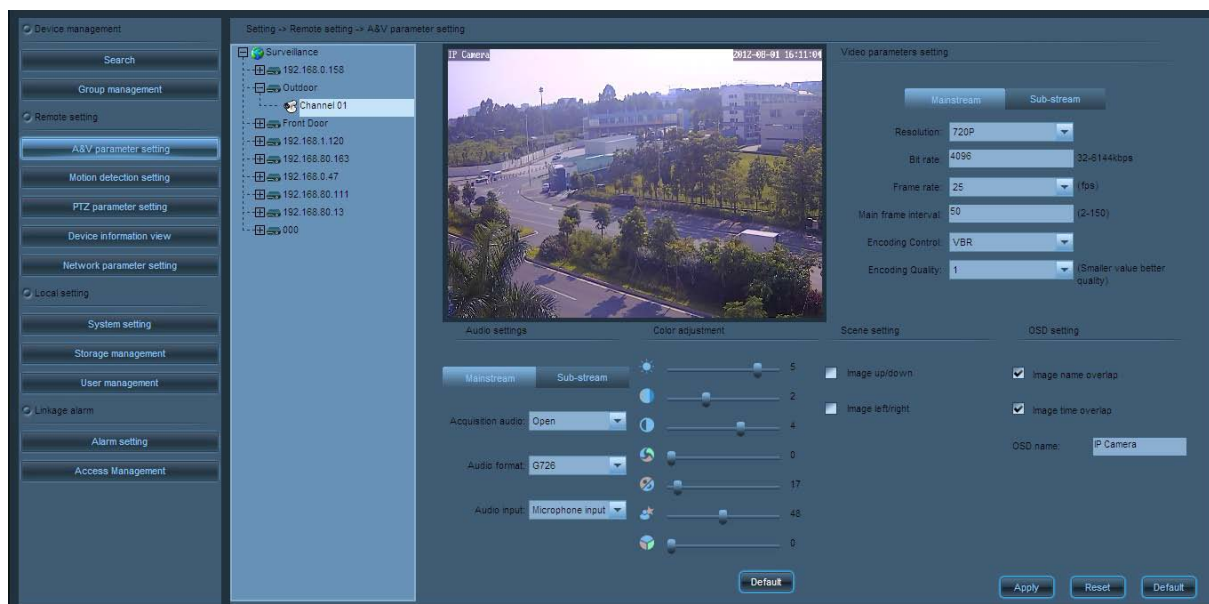 Device management
Search
Group management
Remote setting
A&V parameter setting
Motion detection setting
PTZ parameter setting
Device information view
Network parameter setting
Local setting
System setting
Storage management
User management
Linkage alarm
Alarm setting
Access Management
Setting -> Remote setting -> A&V parameter setting
Surveillance
192.168.0.158
Outdoor
Channel 01
Front Door
192.168.1.120
192.168.80.163
192.168.0.47
192.168.80.111
192.168.80.13
000
IP Camera 2012-08-01 16:11:04
Video parameters setting
Mainstream Sub-stream
Resolution: 720P
Bit rate: 4096 32-6144kbps
Frame rate: 25 (fps)
Main frame interval: 50 (2-150)
Encoding Control: VBR
Encoding Quality: 1 (Smaller value better
quality)
Audio settings
Mainstream Sub-stream
Acquisition audio: Open
Audio format: G726
Audio input: Microphone input
Color adjustment
5
2
4
0
17
48
0
Default
Scene setting
Image up/down
Image left/right
OSD setting
Image name overlap
Image time overlap
OSD name: IP Camera
Apply Reset Default